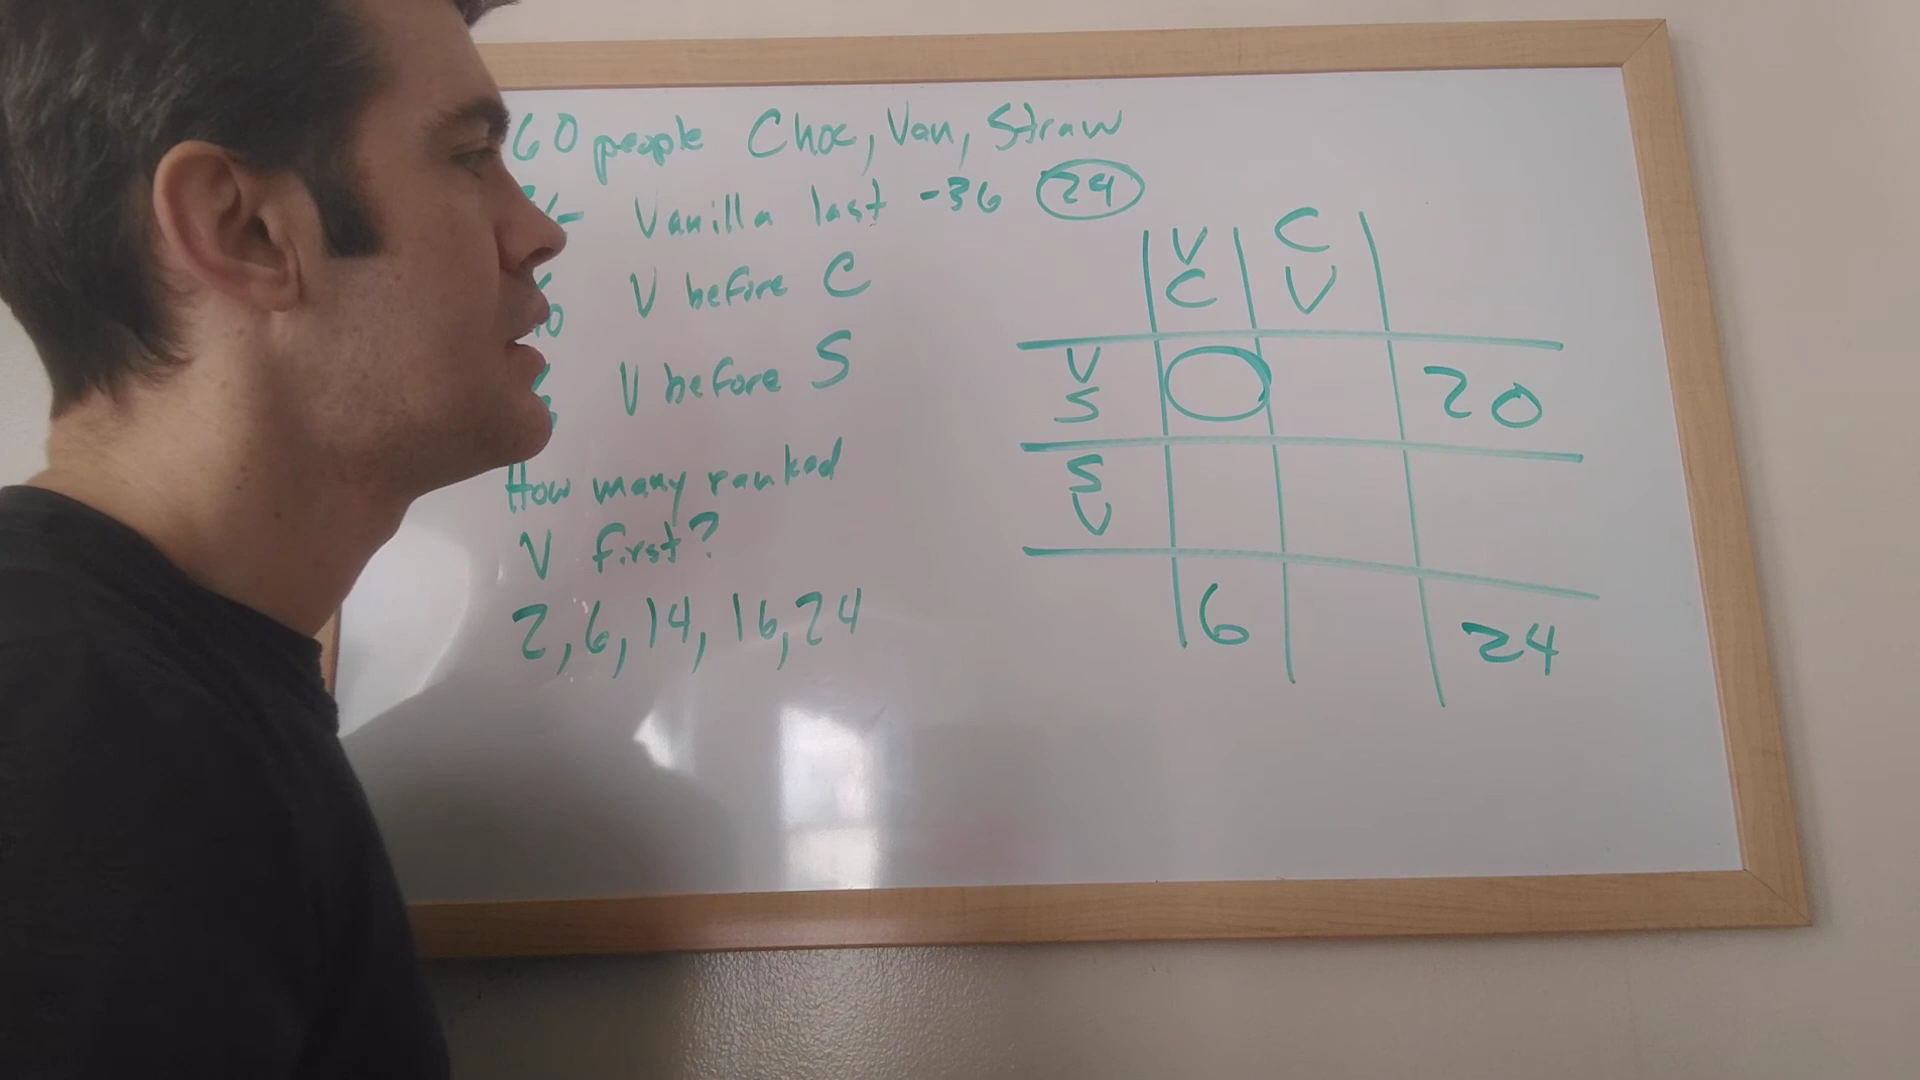 60 people Choc, Van, Straw
Vanilla last -36 24
V before C
V before S
How many ranked
V first?
2, 6, 14, 16, 24
V C
C V
V
S 20
S
V
6 24